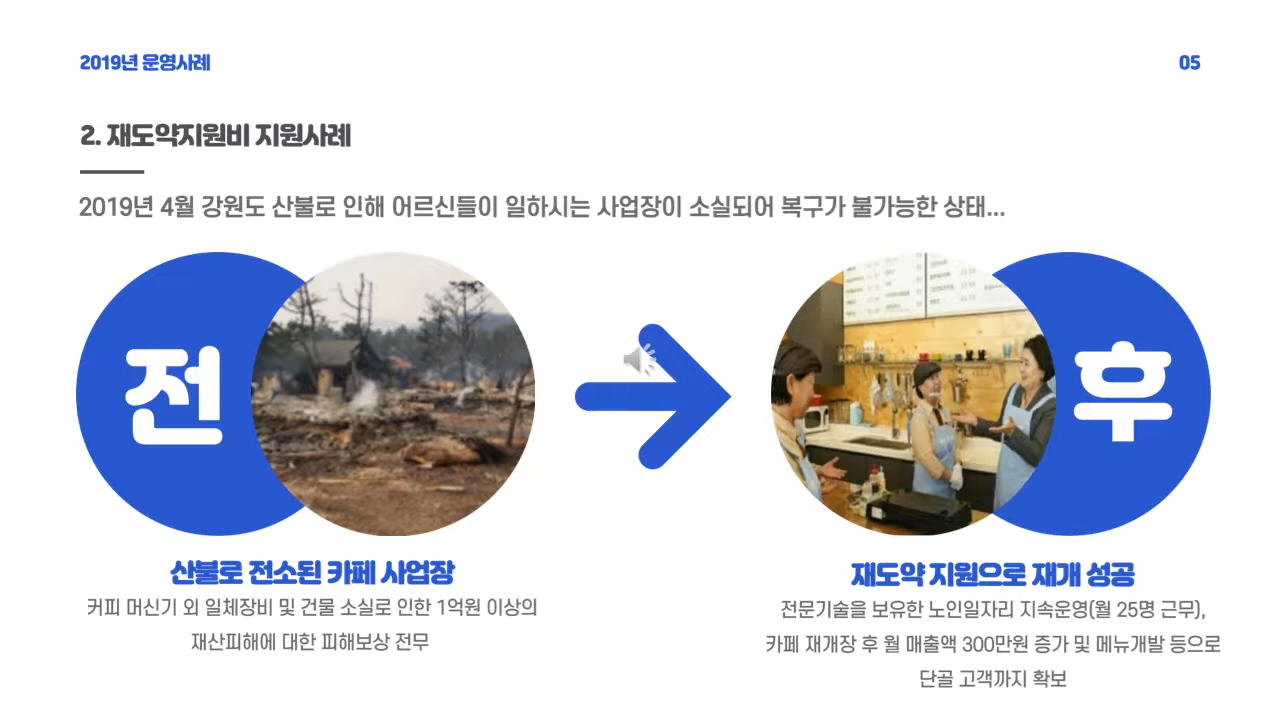 2019년 운영사례
05
2. 재도약지원비 지원사례
2019년 4월 강원도 산불로 인해 어르신들이 일하시는 사업장이 소실되어 복구가 불가능한 상태...
전
후
산불로 전소된 카페 사업장
커피 머신기 외 일체장비 및 건물 소실로 인한 1억원 이상의
재산피해에 대한 피해보상 전무
재도약 지원으로 재개 성공
전문기술을 보유한 노인일자리 지속운영(월 25명 근무),
카페 재개장 후 월 매출액 300만원 증가 및 메뉴개발 등으로
단골 고객까지 확보